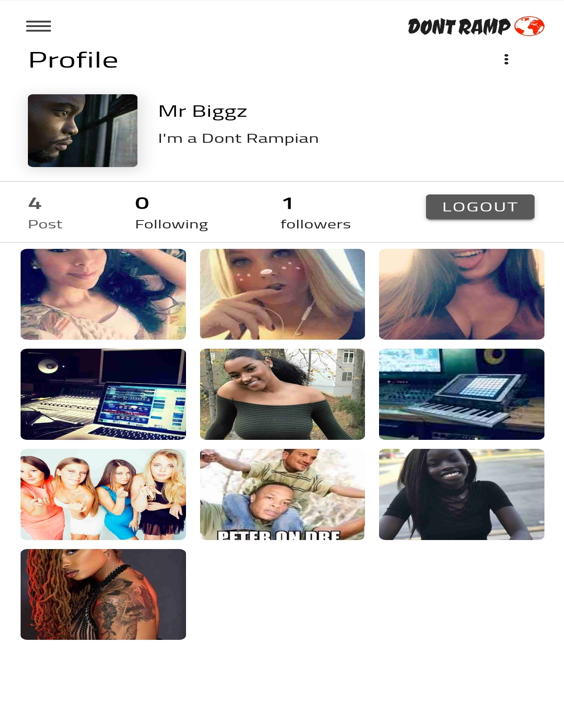 DONT RAMP
Profile
Mr Biggz
I'm a Dont Rampian
4
Post
0
Following
1
followers
LOGOUT
PETER ON DRE